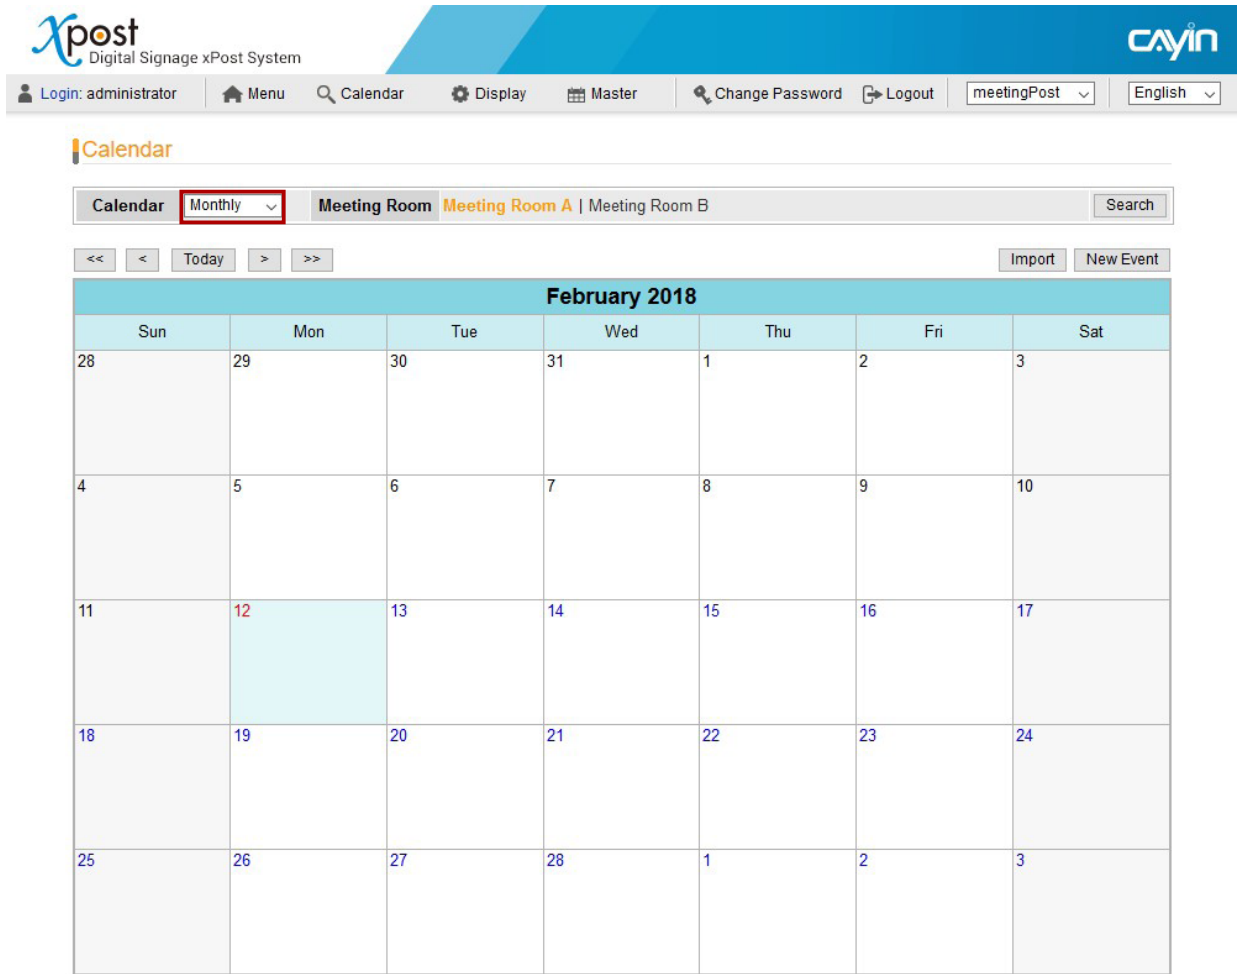 xpost
Digital Signage xPost System
CAYIN
Login: administrator Menu Calendar Display Master Change Password Logout meetingPost English
Calendar
Calendar Monthly Meeting Room Meeting Room A | Meeting Room B Search
<< < Today > >> Import New Event
February 2018
Sun Mon Tue Wed Thu Fri Sat
28 29 30 31 1 2 3
4 5 6 7 8 9 10
11 12 13 14 15 16 17
18 19 20 21 22 23 24
25 26 27 28 1 2 3